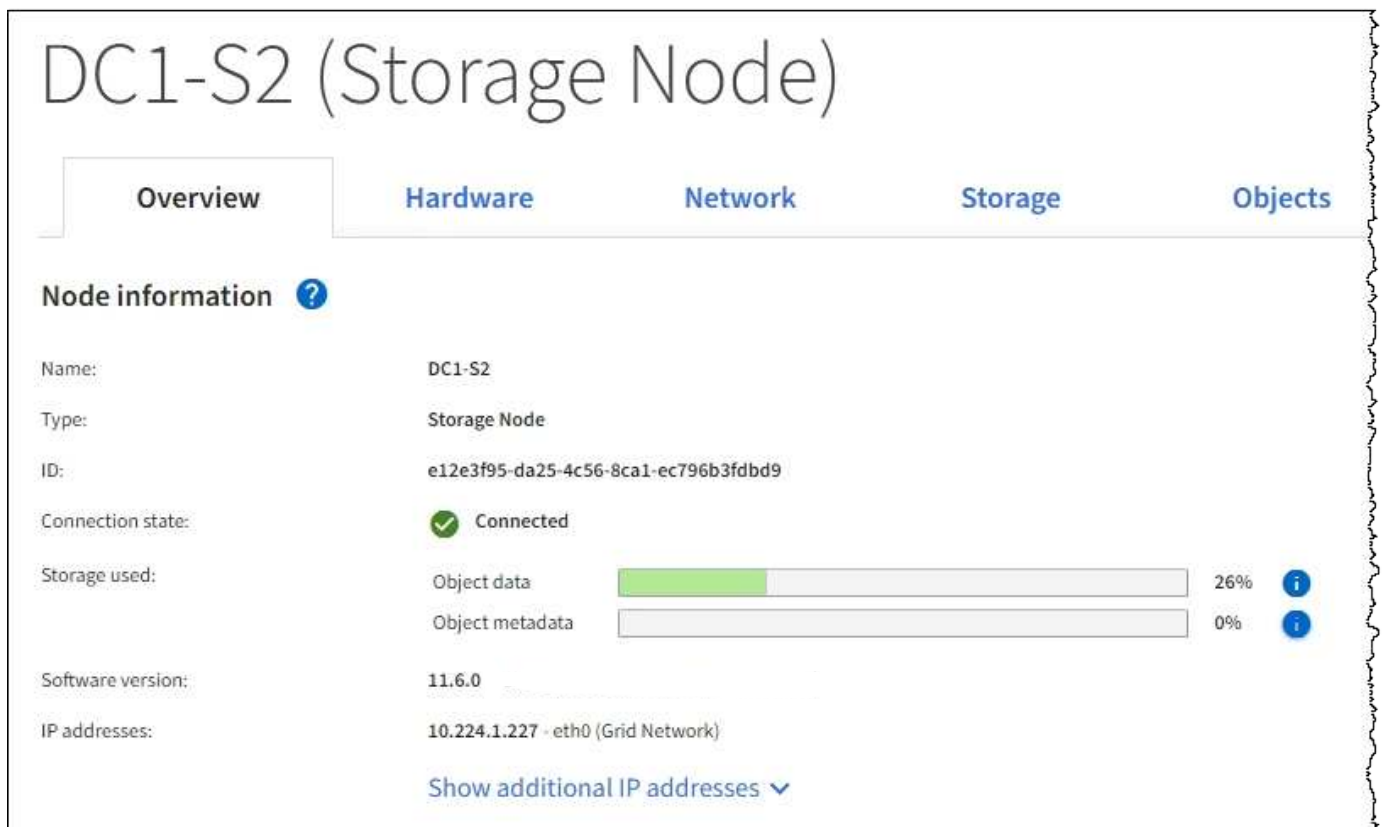 DC1-S2 (Storage Node)
Overview Hardware Network Storage Objects
Node information ?
Name: DC1-S2
Type: Storage Node
ID: e12e3f95-da25-4c56-8ca1-ec796b3fdbd9
Connection state: Connected
Storage used: Object data 26% i
Object metadata 0% i
Software version: 11.6.0
IP addresses: 10.224.1.227 - eth0 (Grid Network)
Show additional IP addresses